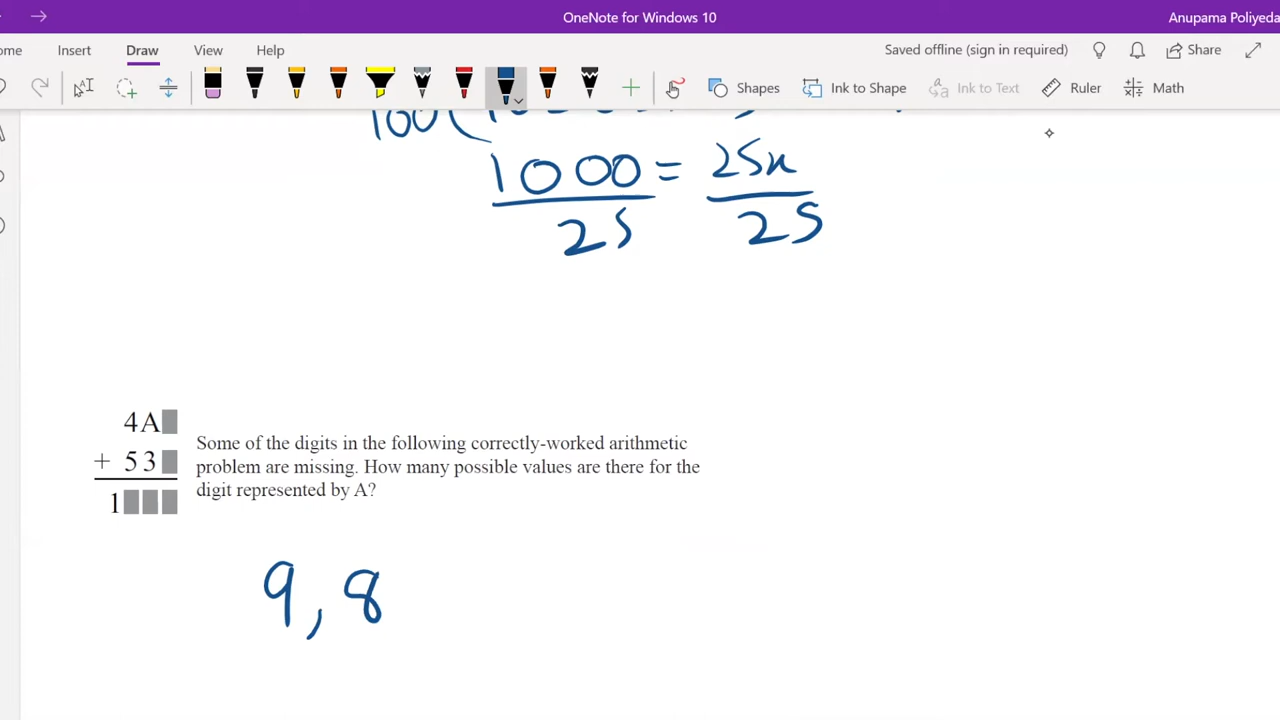 OneNote for Windows 10
Anupama Poliyeda
ome Insert Draw View Help
Saved offline (sign in required) Share
Shapes Ink to Shape Ink to Text Ruler Math
100
1000 = 25x
25 25
4A
+ 53
1
Some of the digits in the following correctly-worked arithmetic
problem are missing. How many possible values are there for the
digit represented by A?
9, 8